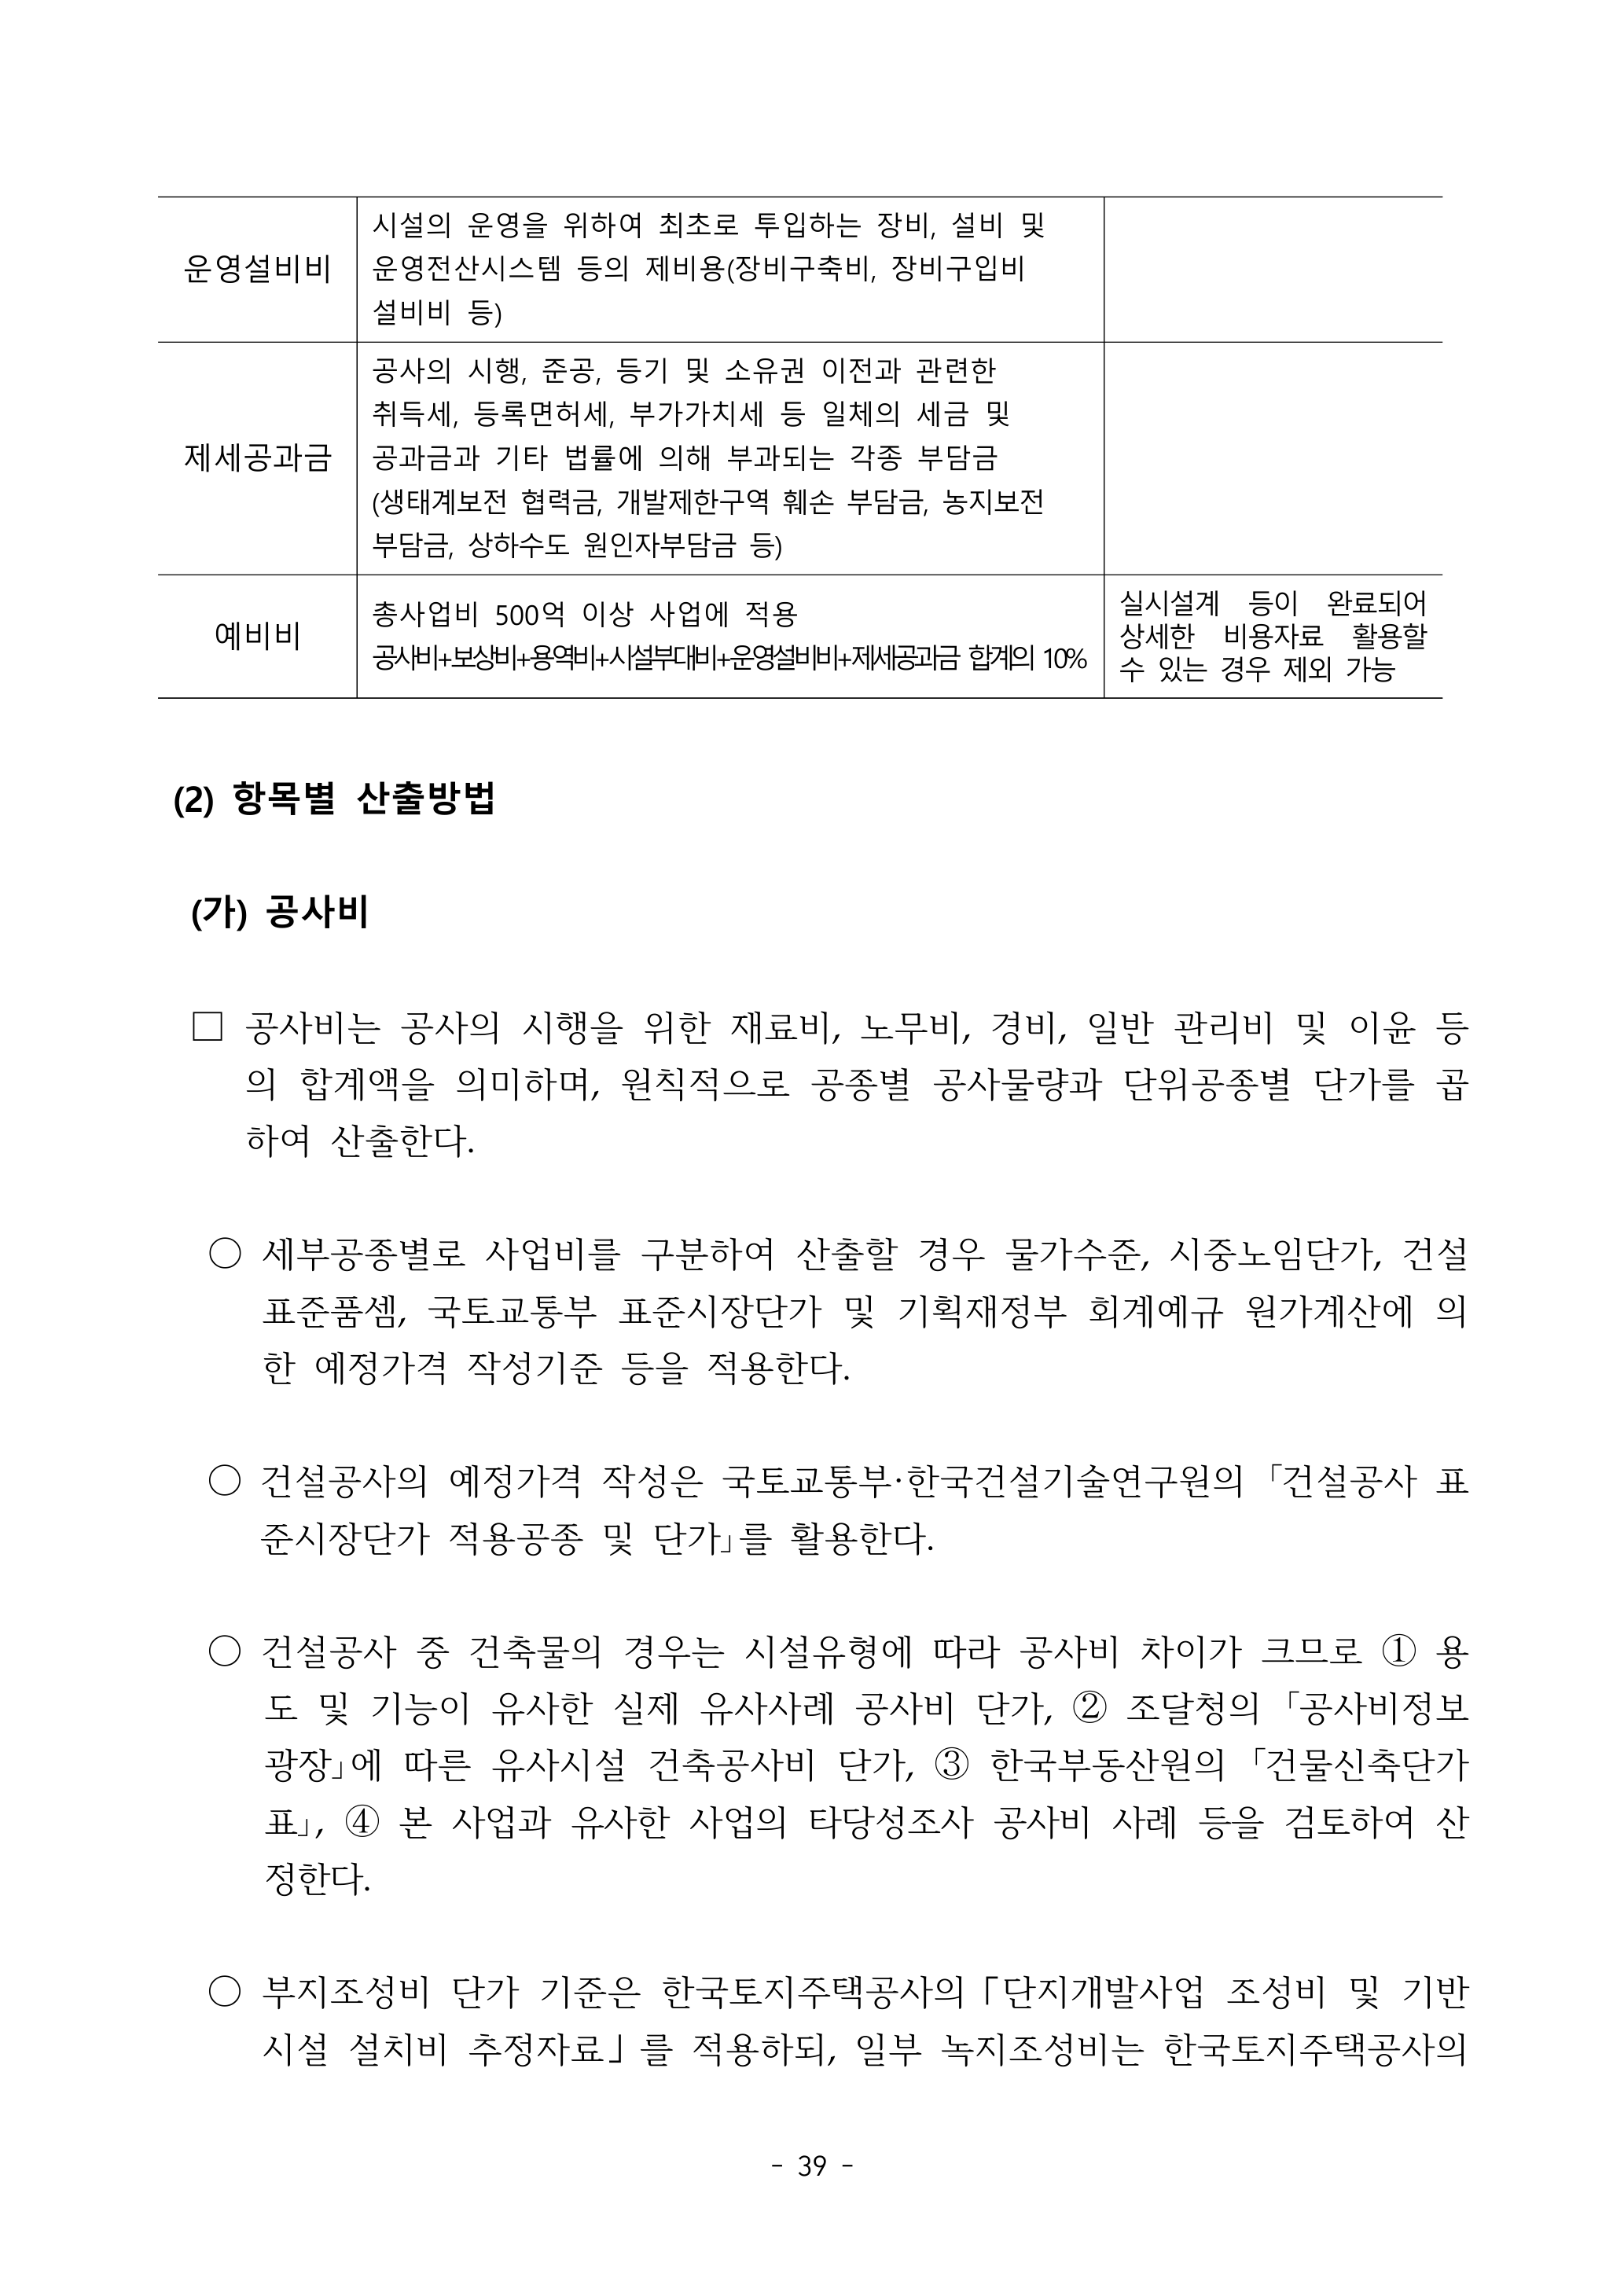 운영설비비
시설의 운영을 위하여 최초로 투입하는 장비, 설비 및
운영전산시스템 등의 제비용(장비구축비, 장비구입비
설비비 등)
제세공과금
공사의 시행, 준공, 등기 및 소유권 이전과 관련한
취득세, 등록면허세, 부가가치세 등 일체의 세금 및
공과금과 기타 법률에 의해 부과되는 각종 부담금
(생태계보전 협력금, 개발제한구역 훼손 부담금, 농지보전
부담금, 상하수도 원인자부담금 등)
예비비
총사업비 500억 이상 사업에 적용
공사비+보상비+용역비+시설부대비+운영설비비+제세공과금 합계의 10%
실시설계 등이 완료되어
상세한 비용자료 활용할
수 있는 경우 제외 가능
(2) 항목별 산출방법
(가) 공사비
□ 공사비는 공사의 시행을 위한 재료비, 노무비, 경비, 일반 관리비 및 이윤 등
의 합계액을 의미하며, 원칙적으로 공종별 공사물량과 단위공종별 단가를 곱
하여 산출한다.
○ 세부공종별로 사업비를 구분하여 산출할 경우 물가수준, 시중노임단가, 건설
표준품셈, 국토교통부 표준시장단가 및 기획재정부 회계예규 원가계산에 의
한 예정가격 작성기준 등을 적용한다.
○ 건설공사의 예정가격 작성은 국토교통부·한국건설기술연구원의 「건설공사 표
준시장단가 적용공종 및 단가」를 활용한다.
○ 건설공사 중 건축물의 경우는 시설유형에 따라 공사비 차이가 크므로 ① 용
도 및 기능이 유사한 실제 유사사례 공사비 단가, ② 조달청의 「공사비정보
광장」에 따른 유사시설 건축공사비 단가, ③ 한국부동산원의 「건물신축단가
표」, ④ 본 사업과 유사한 사업의 타당성조사 공사비 사례 등을 검토하여 산
정한다.
○ 부지조성비 단가 기준은 한국토지주택공사의「단지개발사업 조성비 및 기반
시설 설치비 추정자료」를 적용하되, 일부 녹지조성비는 한국토지주택공사의
- 39 -